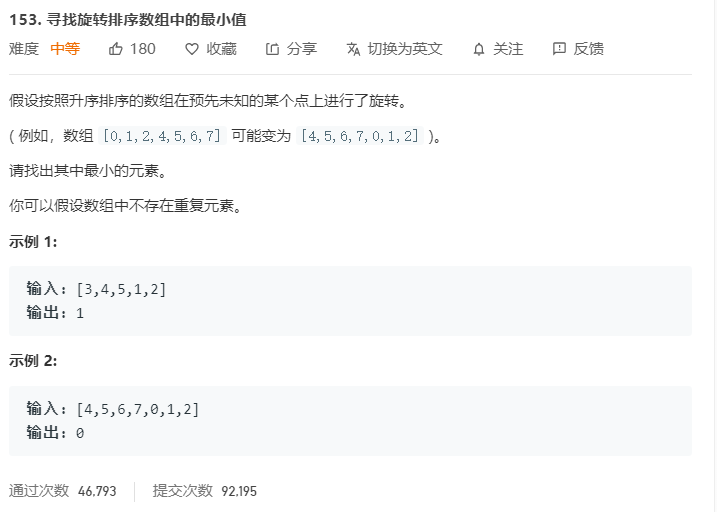 153. 寻找旋转排序数组中的最小值
难度 中等 180 收藏 分享 切换为英文 关注 反馈
假设按照升序排序的数组在预先未知的某个点上进行了旋转。
( 例如，数组 [0,1,2,4,5,6,7] 可能变为 [4,5,6,7,0,1,2] )。
请找出其中最小的元素。
你可以假设数组中不存在重复元素。
示例 1:
输入: [3,4,5,1,2]
输出: 1
示例 2:
输入: [4,5,6,7,0,1,2]
输出: 0
通过次数 46,793 提交次数 92,195